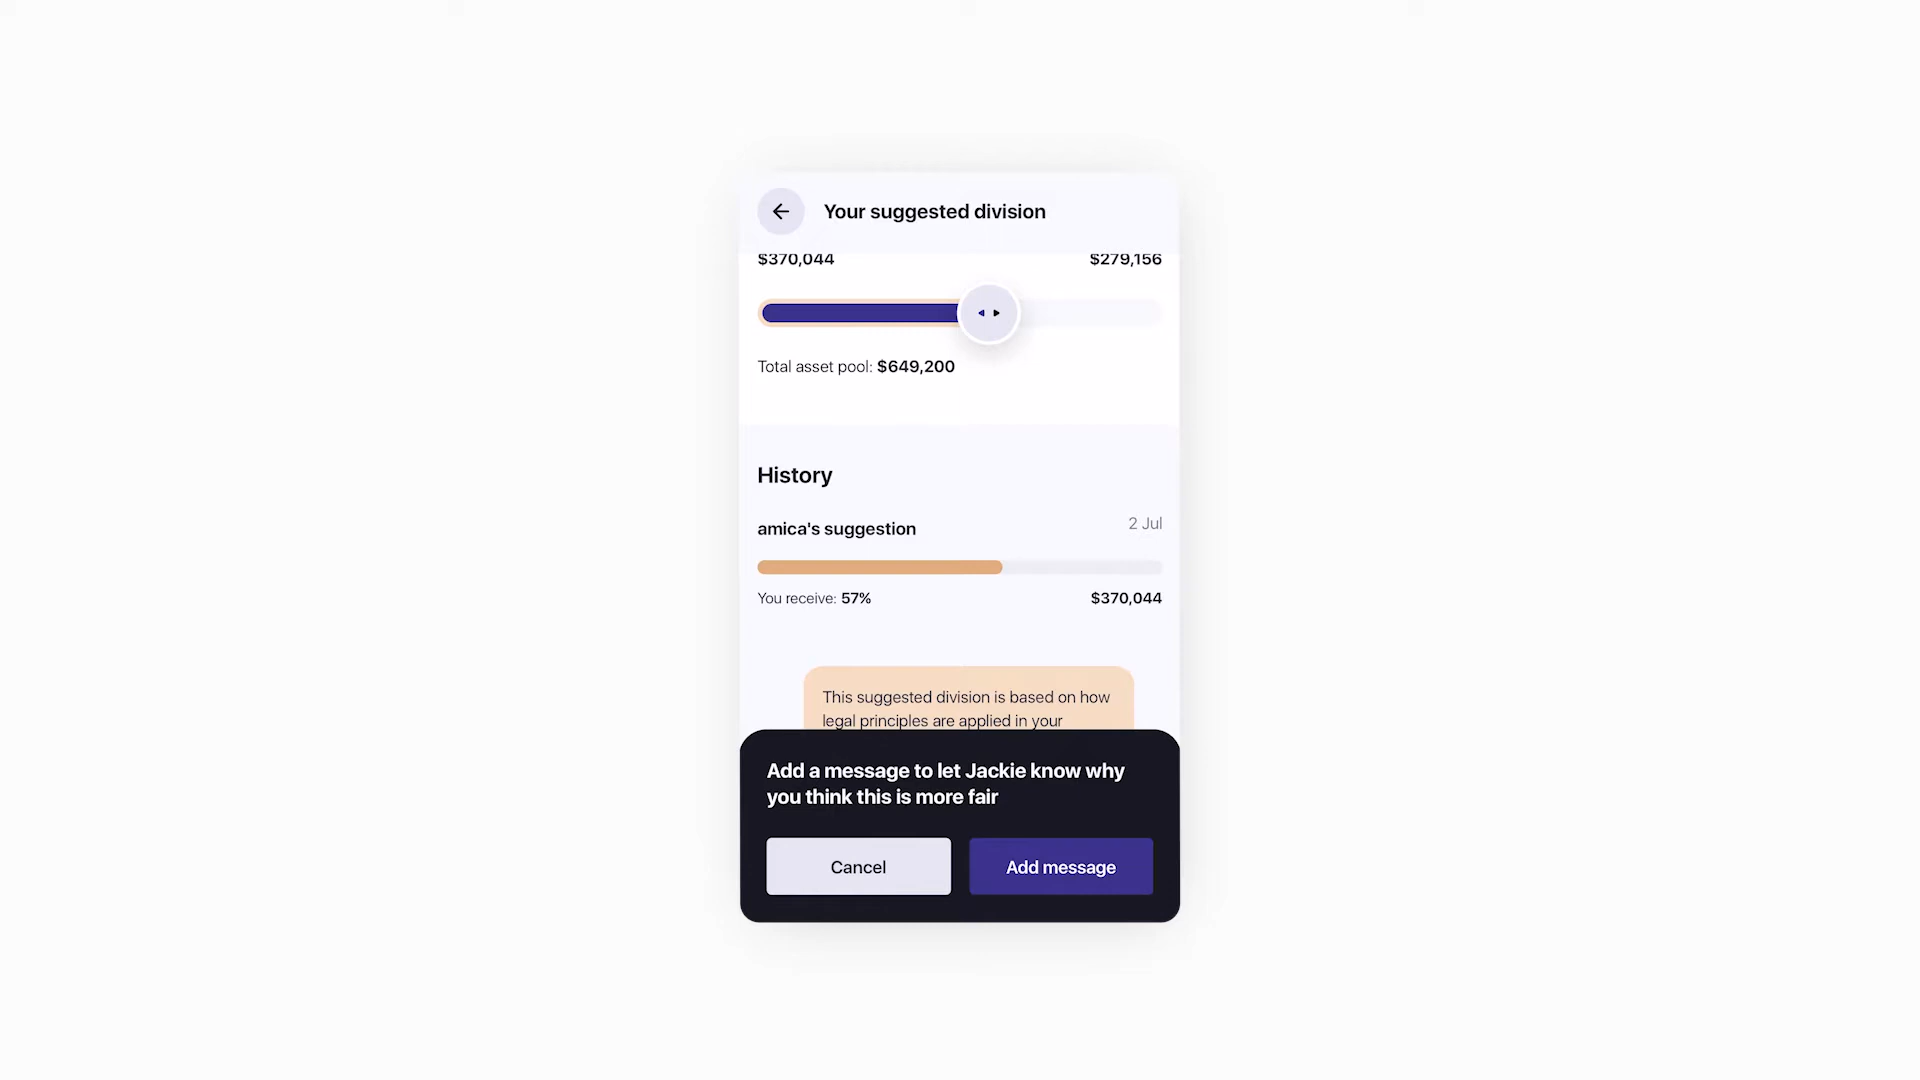 Your suggested division
$370,044 $279,156
Total asset pool: $649,200
History
amica's suggestion 2 Jul
You receive: 57% $370,044
This suggested division is based on how
legal principles are applied in your
Add a message to let Jackie know why
you think this is more fair
Cancel Add message